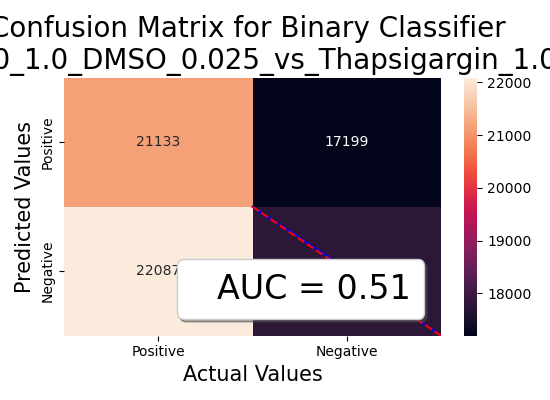 Confusion Matrix for Binary Classifier
0_1.0_DMSO_0.025_vs_Thapsigargin_1.0
Predicted Values
Positive
Negative
21133
17199
22087
AUC = 0.51
Positive
Negative
Actual Values
22000
21000
20000
19000
18000